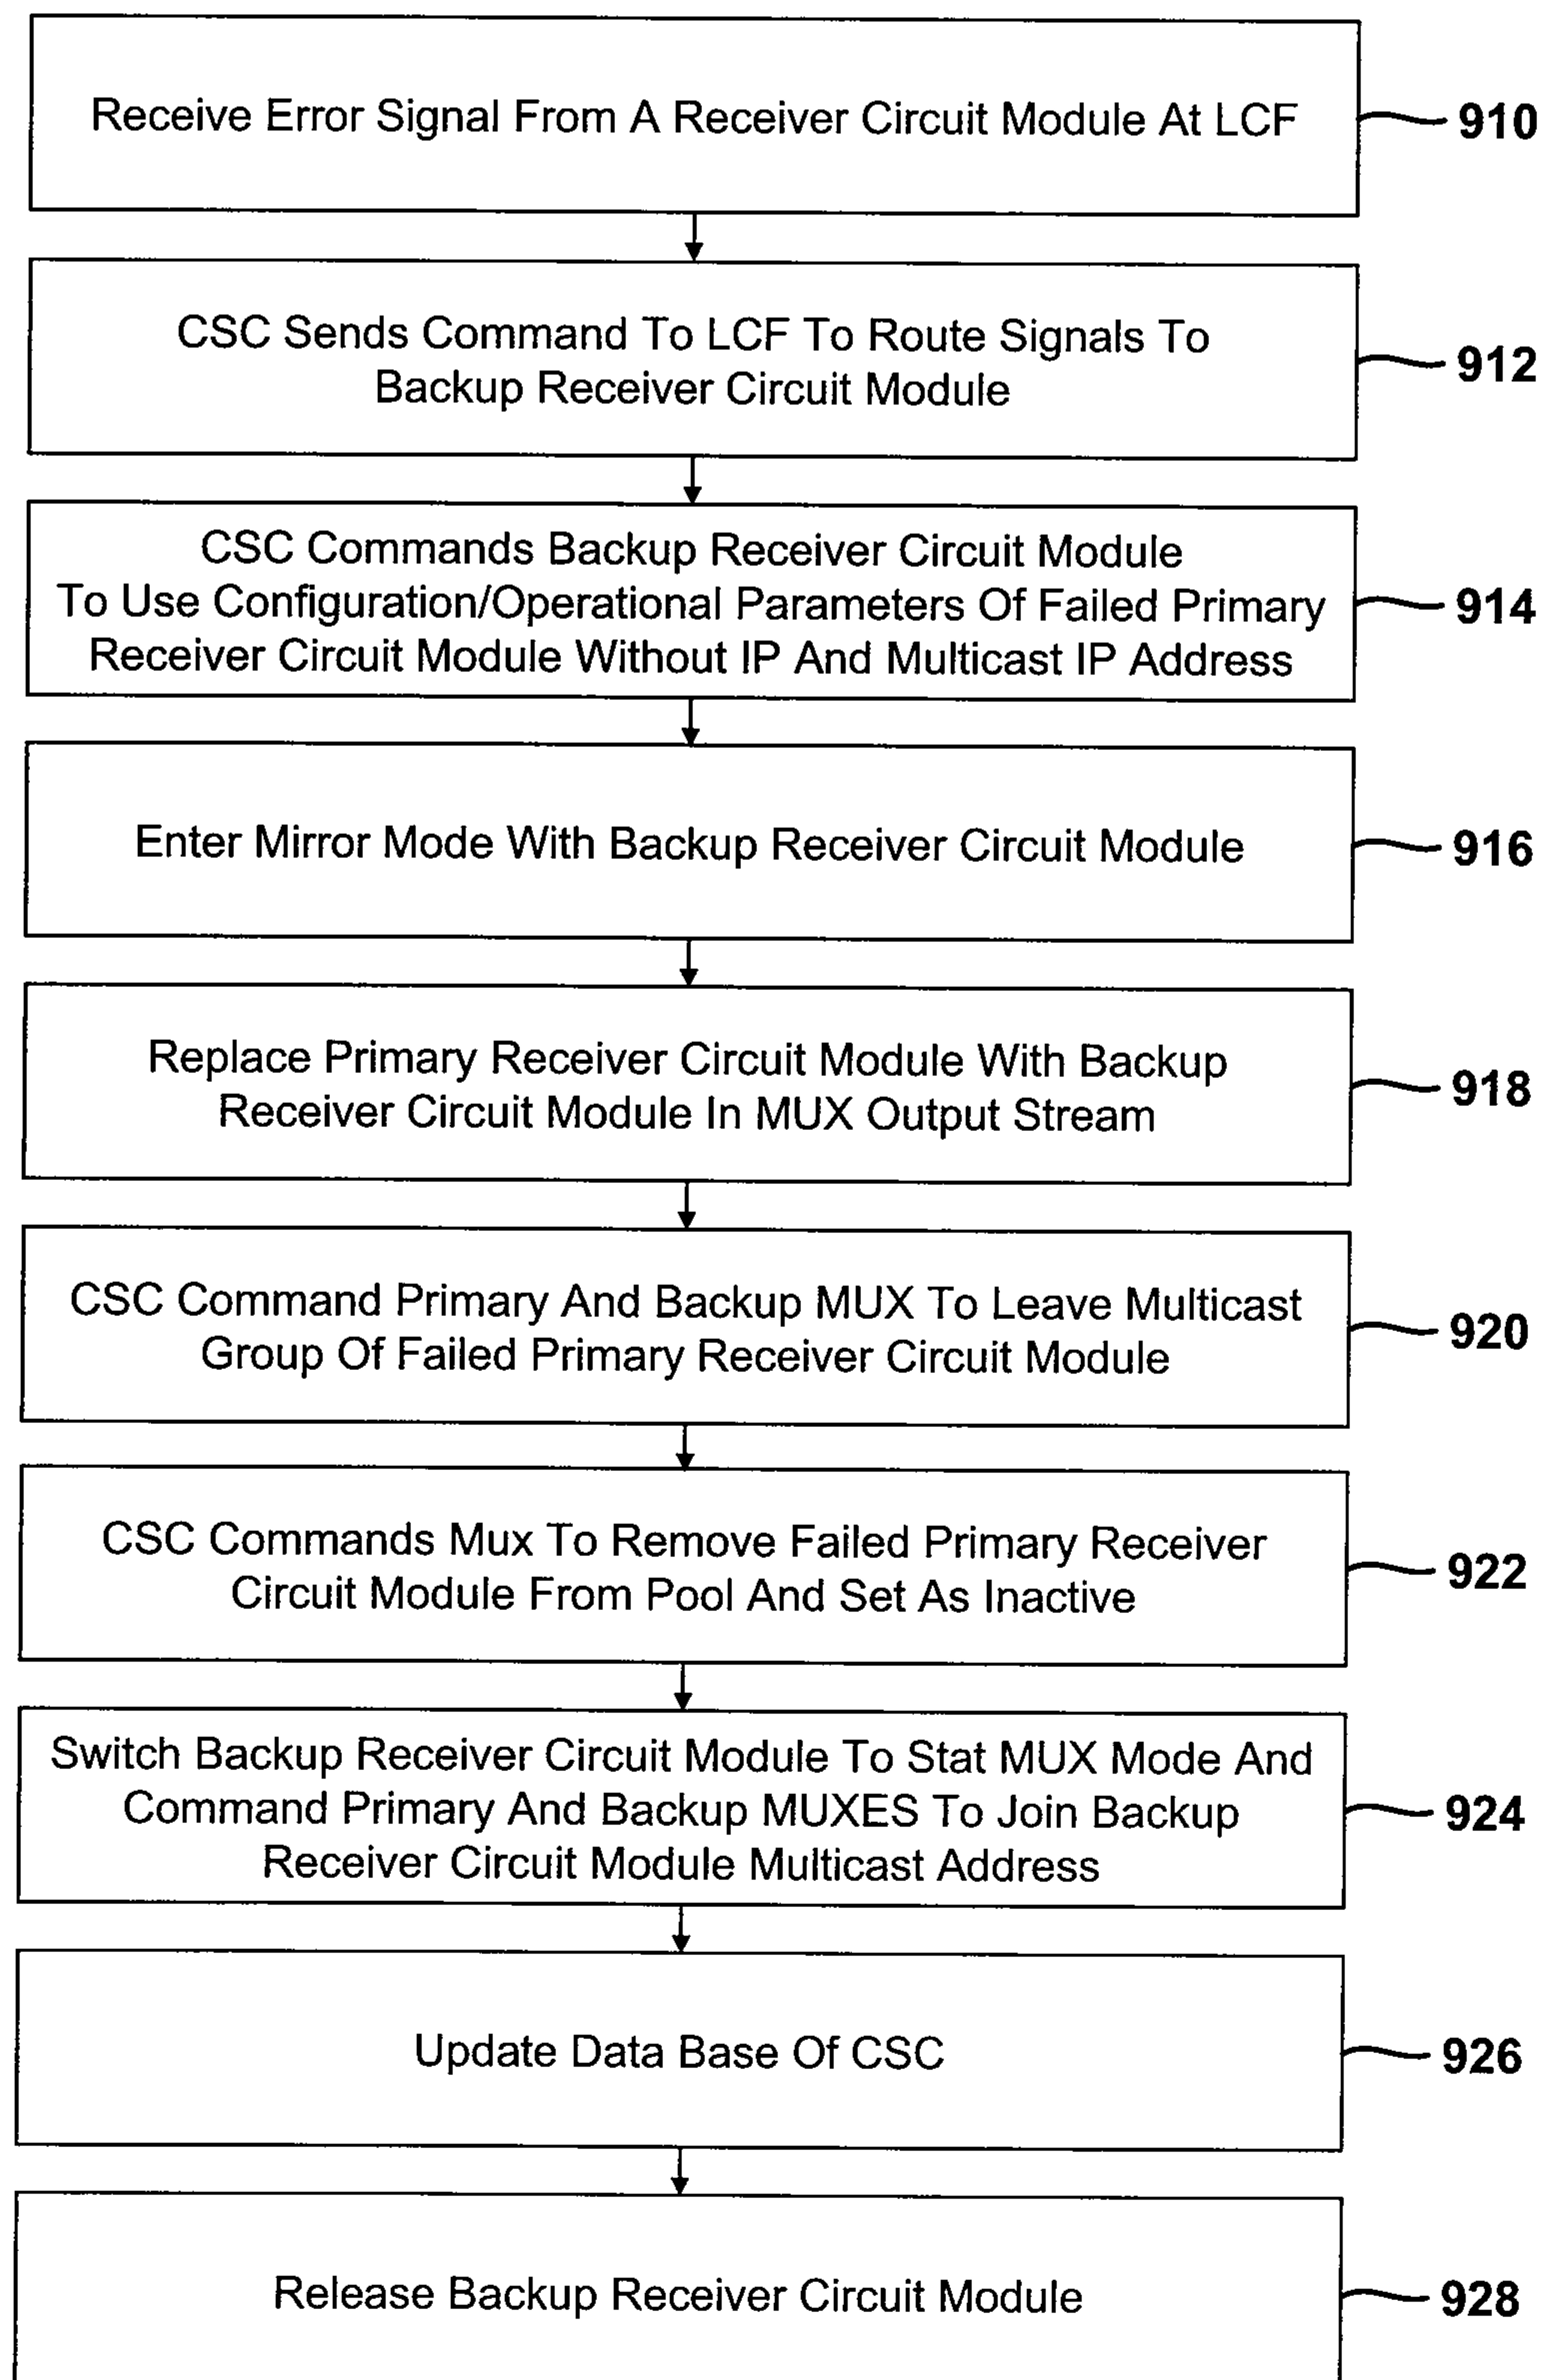 Receive Error Signal From A Receiver Circuit Module At LCF
910
CSC Sends Command To LCF To Route Signals To
Backup Receiver Circuit Module
912
CSC Commands Backup Receiver Circuit Module
To Use Configuration/Operational Parameters Of Failed Primary
Receiver Circuit Module Without IP And Multicast IP Address
914
Enter Mirror Mode With Backup Receiver Circuit Module
916
Replace Primary Receiver Circuit Module With Backup
Receiver Circuit Module In MUX Output Stream
918
CSC Command Primary And Backup MUX To Leave Multicast
Group Of Failed Primary Receiver Circuit Module
920
CSC Commands Mux To Remove Failed Primary Receiver
Circuit Module From Pool And Set As Inactive
922
Switch Backup Receiver Circuit Module To Stat MUX Mode And
Command Primary And Backup MUXES To Join Backup
Receiver Circuit Module Multicast Address
924
Update Data Base Of CSC
926
Release Backup Receiver Circuit Module
928